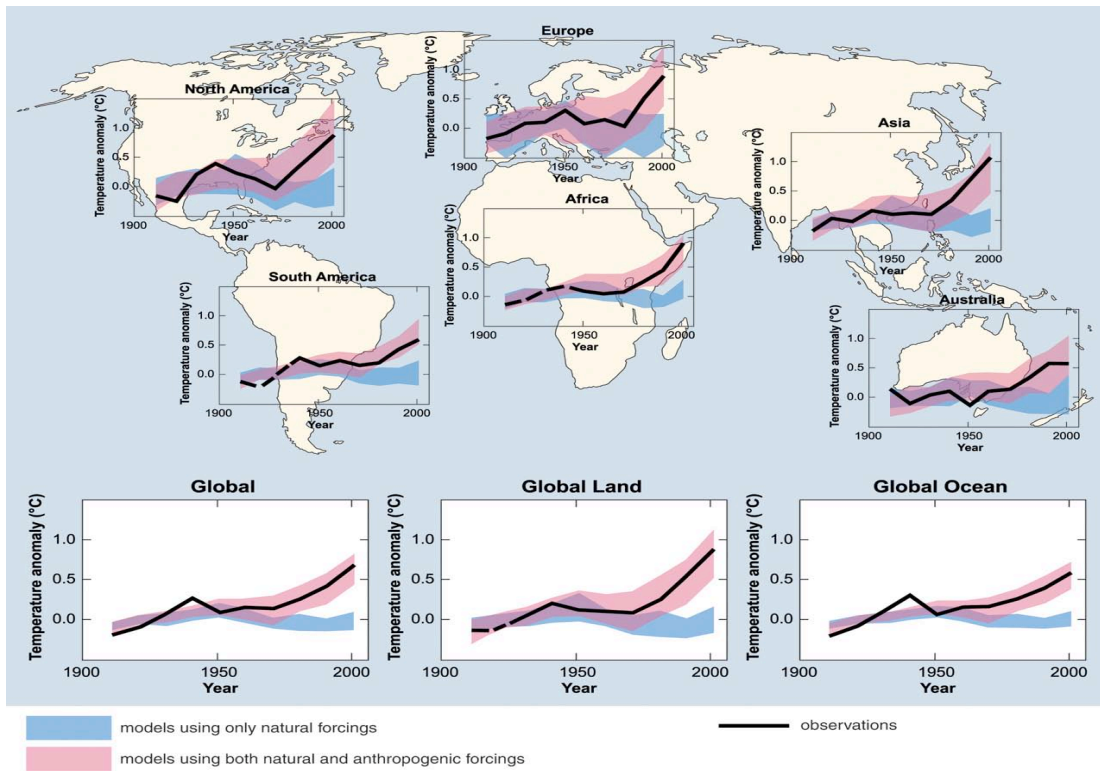 Europe
Temperature anomaly (°C)
1.0
0.5
0.0
1900
1950
2000
Year
North America
Temperature anomaly (°C)
1.0
0.5
0.0
1900
1950
2000
Year
Asia
Temperature anomaly (°C)
1.0
0.5
0.0
1900
1950
2000
Year
Africa
Temperature anomaly (°C)
1.0
0.5
0.0
1900
1950
2000
Year
South America
Temperature anomaly (°C)
1.0
0.5
0.0
1900
1950
2000
Year
Australia
Temperature anomaly (°C)
1.0
0.5
0.0
1900
1950
2000
Year
Global
Temperature anomaly (°C)
1.0
0.5
0.0
1900
1950
2000
Year
Global Land
Temperature anomaly (°C)
1.0
0.5
0.0
1900
1950
2000
Year
Global Ocean
Temperature anomaly (°C)
1.0
0.5
0.0
1900
1950
2000
Year
models using only natural forcings
observations
models using both natural and anthropogenic forcings